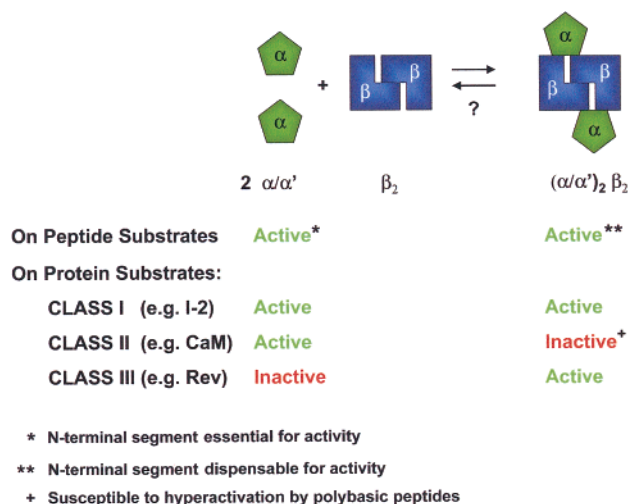 α
α
+
β
β
?
α
β
β
α
2 α/α' β₂ (α/α')₂ β₂
On Peptide Substrates Active* Active**
On Protein Substrates:
CLASS I (e.g. I-2) Active Active
CLASS II (e.g. CaM) Active Inactive+
CLASS III (e.g. Rev) Inactive Active
* N-terminal segment essential for activity
** N-terminal segment dispensable for activity
+ Susceptible to hyperactivation by polybasic peptides